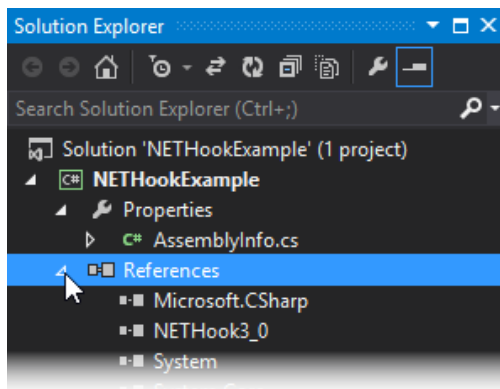 Solution Explorer
Search Solution Explorer (Ctrl+;)
Solution 'NETHookExample' (1 project)
C# NETHookExample
Properties
C# AssemblyInfo.cs
References
Microsoft.CSharp
NETHook3_0
System